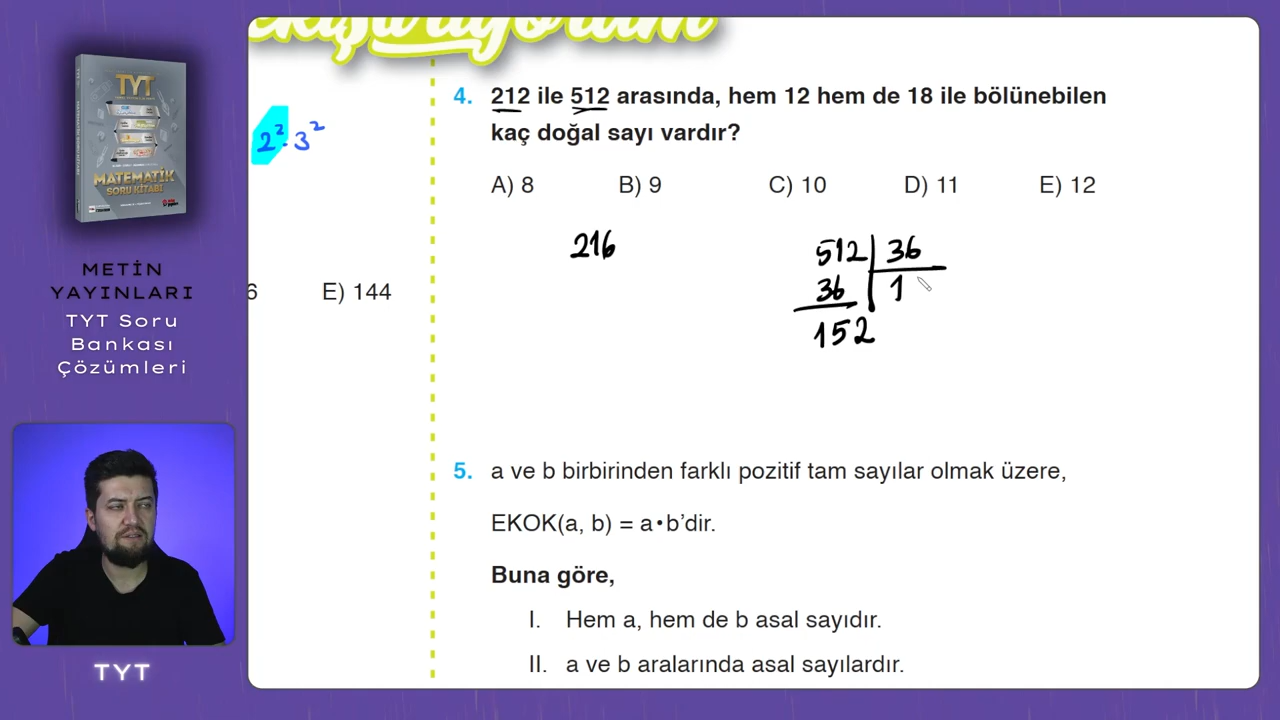 TYT
MATEMATİK
SORU KİTABI
METİN
YAYINLARI
TYT Soru
Bankası
Çözümleri
TYT
2² · 3²
6 E) 144
4. 212 ile 512 arasında, hem 12 hem de 18 ile bölünebilen
kaç doğal sayı vardır?
A) 8 B) 9 C) 10 D) 11 E) 12
216
512 | 36
36 | 1
152
5. a ve b birbirinden farklı pozitif tam sayılar olmak üzere,
EKOK(a, b) = a•b’dir.
Buna göre,
I. Hem a, hem de b asal sayıdır.
II. a ve b aralarında asal sayılardır.